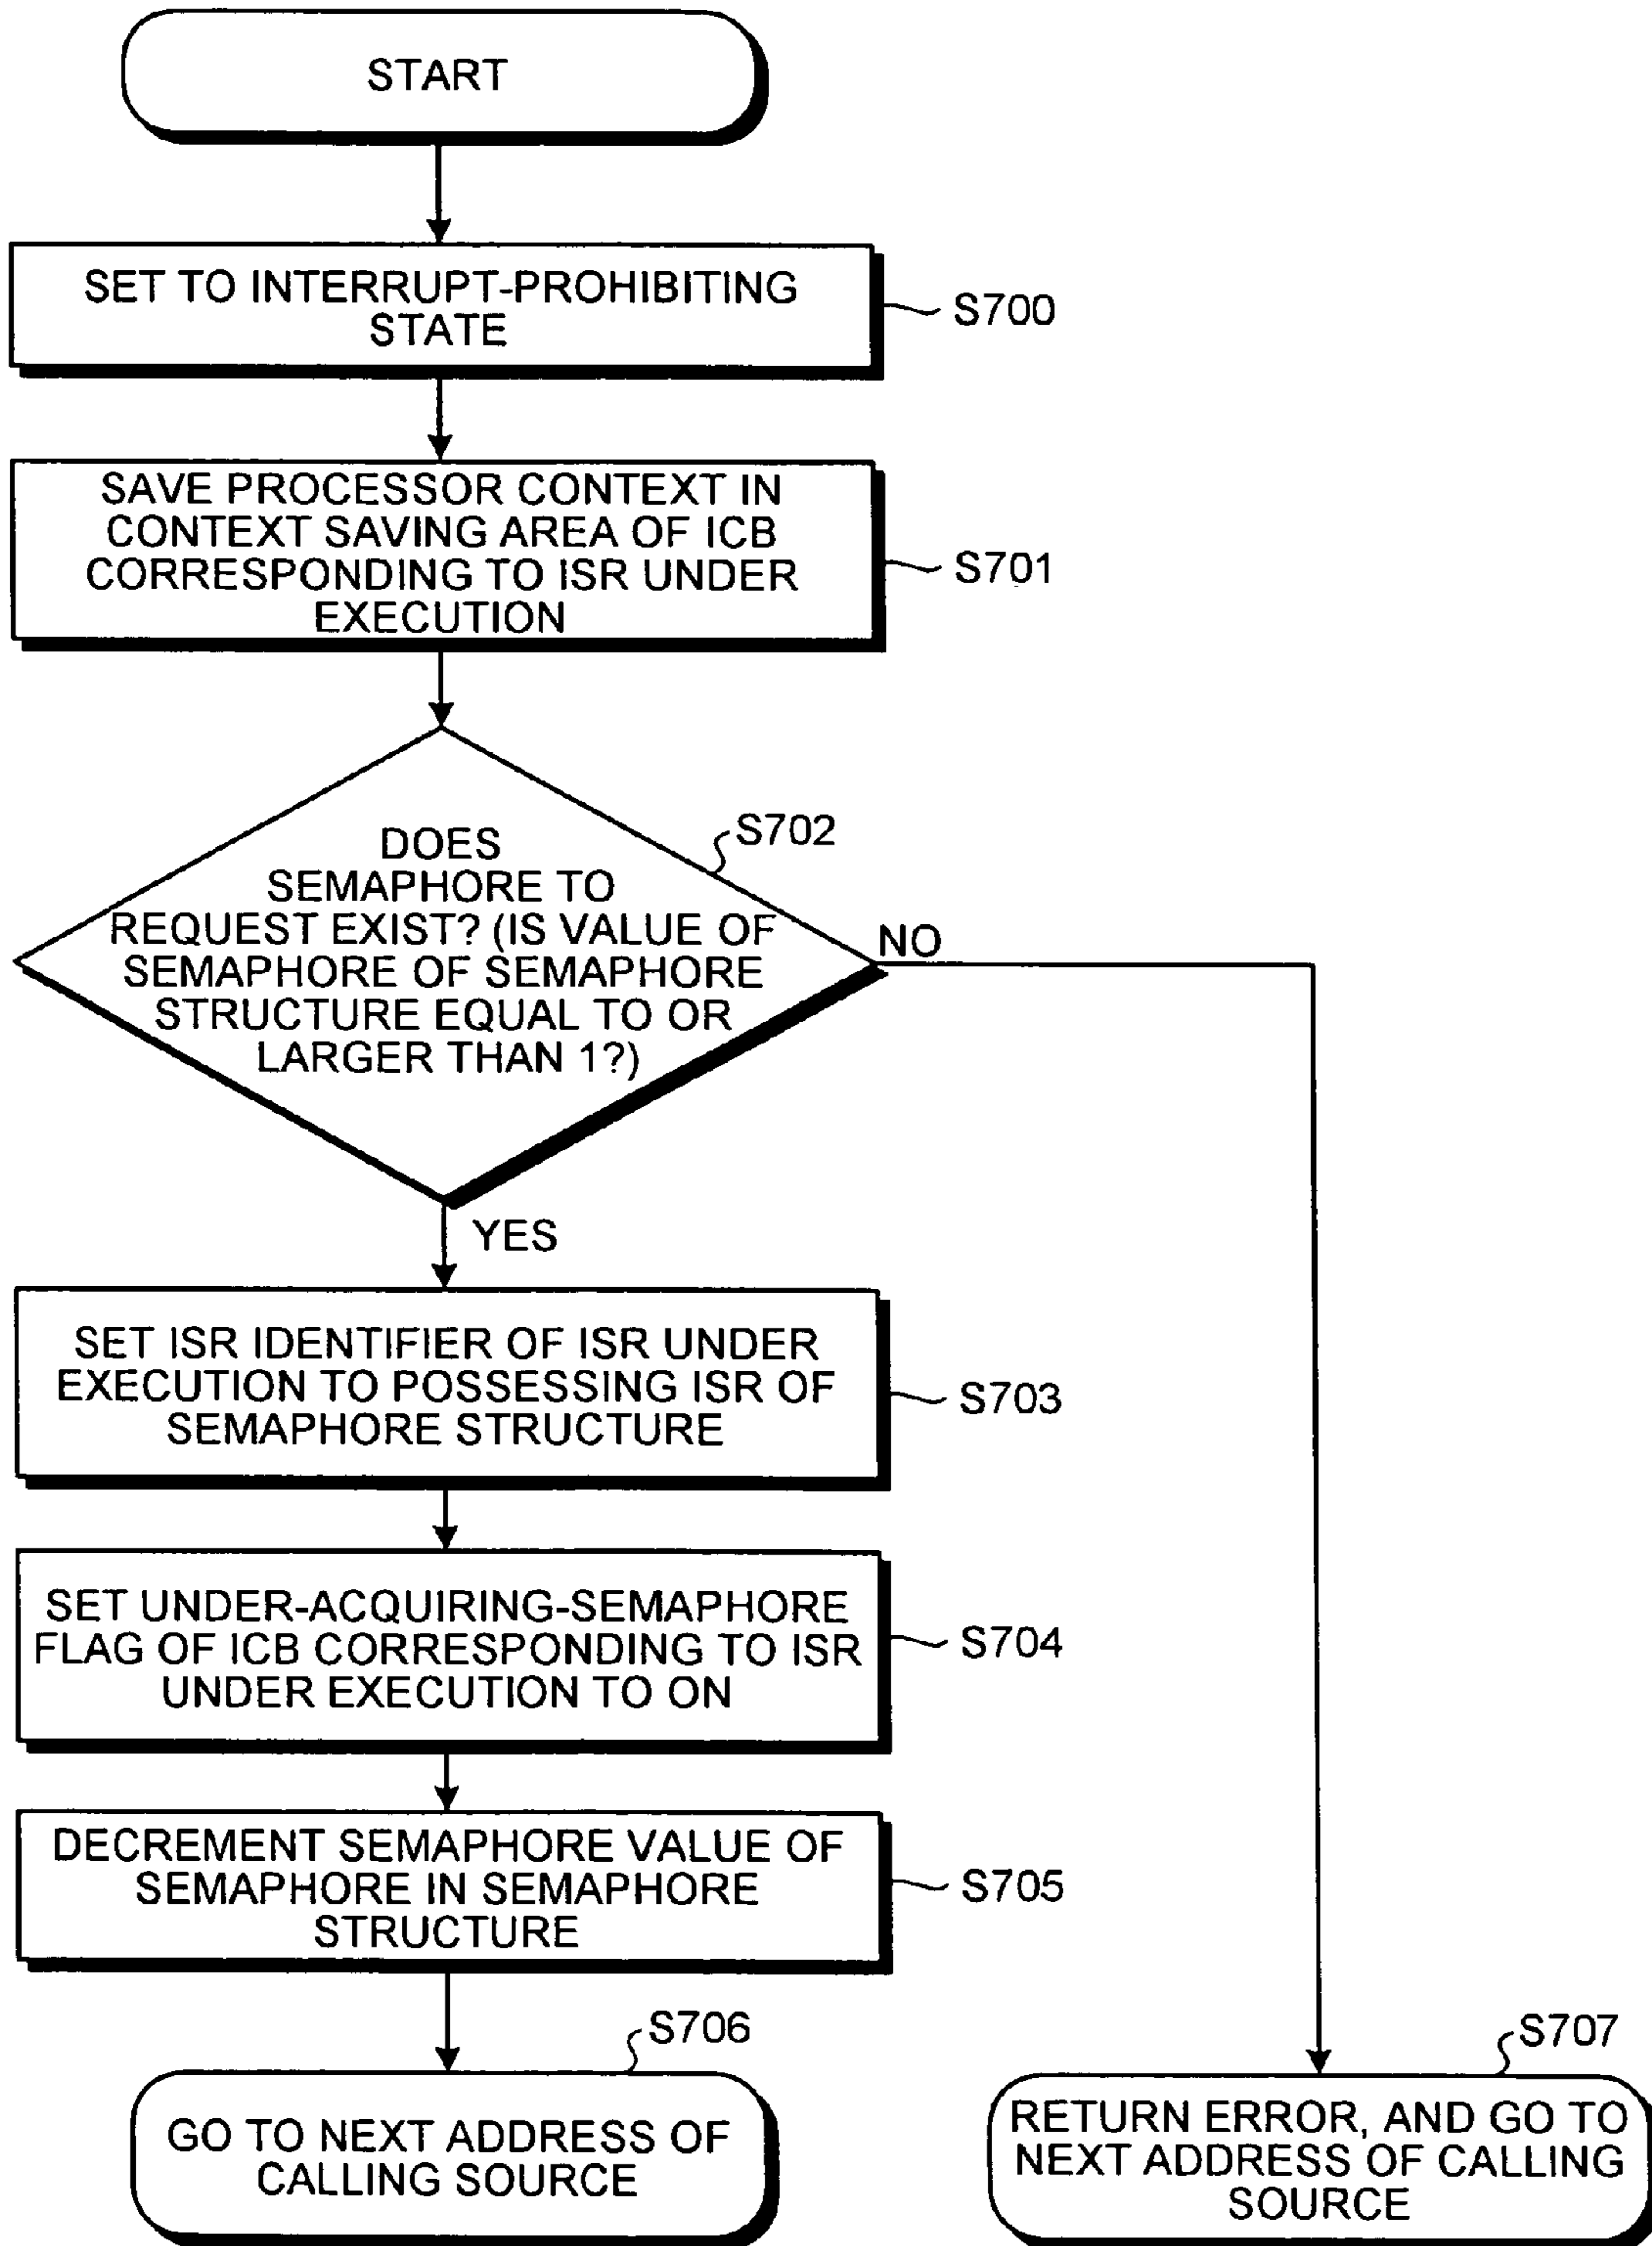 START
SET TO INTERRUPT-PROHIBITING
STATE
S700
SAVE PROCESSOR CONTEXT IN
CONTEXT SAVING AREA OF ICB
CORRESPONDING TO ISR UNDER
EXECUTION
S701
DOES
SEMAPHORE TO
REQUEST EXIST? (IS VALUE OF
SEMAPHORE OF SEMAPHORE
STRUCTURE EQUAL TO OR
LARGER THAN 1?)
S702
NO
YES
SET ISR IDENTIFIER OF ISR UNDER
EXECUTION TO POSSESSING ISR OF
SEMAPHORE STRUCTURE
S703
SET UNDER-ACQUIRING-SEMAPHORE
FLAG OF ICB CORRESPONDING TO ISR
UNDER EXECUTION TO ON
S704
DECREMENT SEMAPHORE VALUE OF
SEMAPHORE IN SEMAPHORE
STRUCTURE
S705
S706
GO TO NEXT ADDRESS OF
CALLING SOURCE
S707
RETURN ERROR, AND GO TO
NEXT ADDRESS OF CALLING
SOURCE